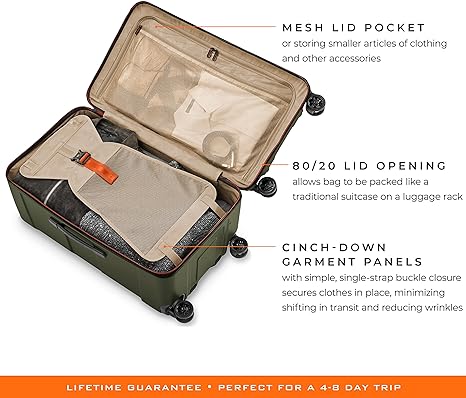 MESH LID POCKET
or storing smaller articles of clothing
and other accessories
80/20 LID OPENING
allows bag to be packed like a
traditional suitcase on a luggage rack
CINCH-DOWN
GARMENT PANELS
with simple, single-strap buckle closure
secures clothes in place, minimizing
shifting in transit and reducing wrinkles
LIFETIME GUARANTEE • PERFECT FOR A 4-8 DAY TRIP